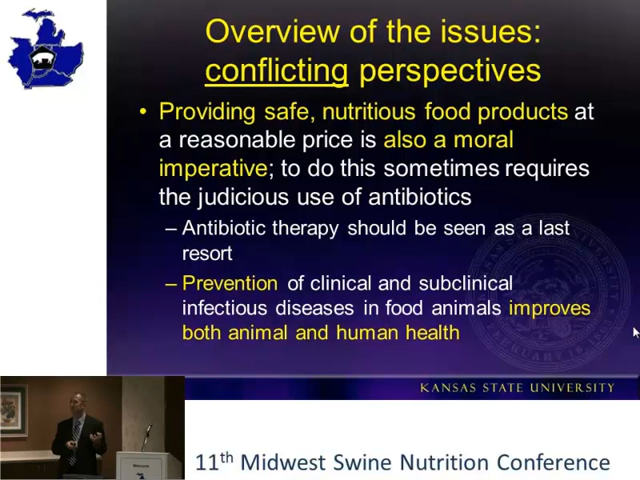 Overview of the issues:
conflicting perspectives
• Providing safe, nutritious food products at
a reasonable price is also a moral
imperative; to do this sometimes requires
the judicious use of antibiotics
– Antibiotic therapy should be seen as a last
resort
– Prevention of clinical and subclinical
infectious diseases in food animals improves
both animal and human health
KANSAS STATE UNIVERSITY
11th Midwest Swine Nutrition Conference